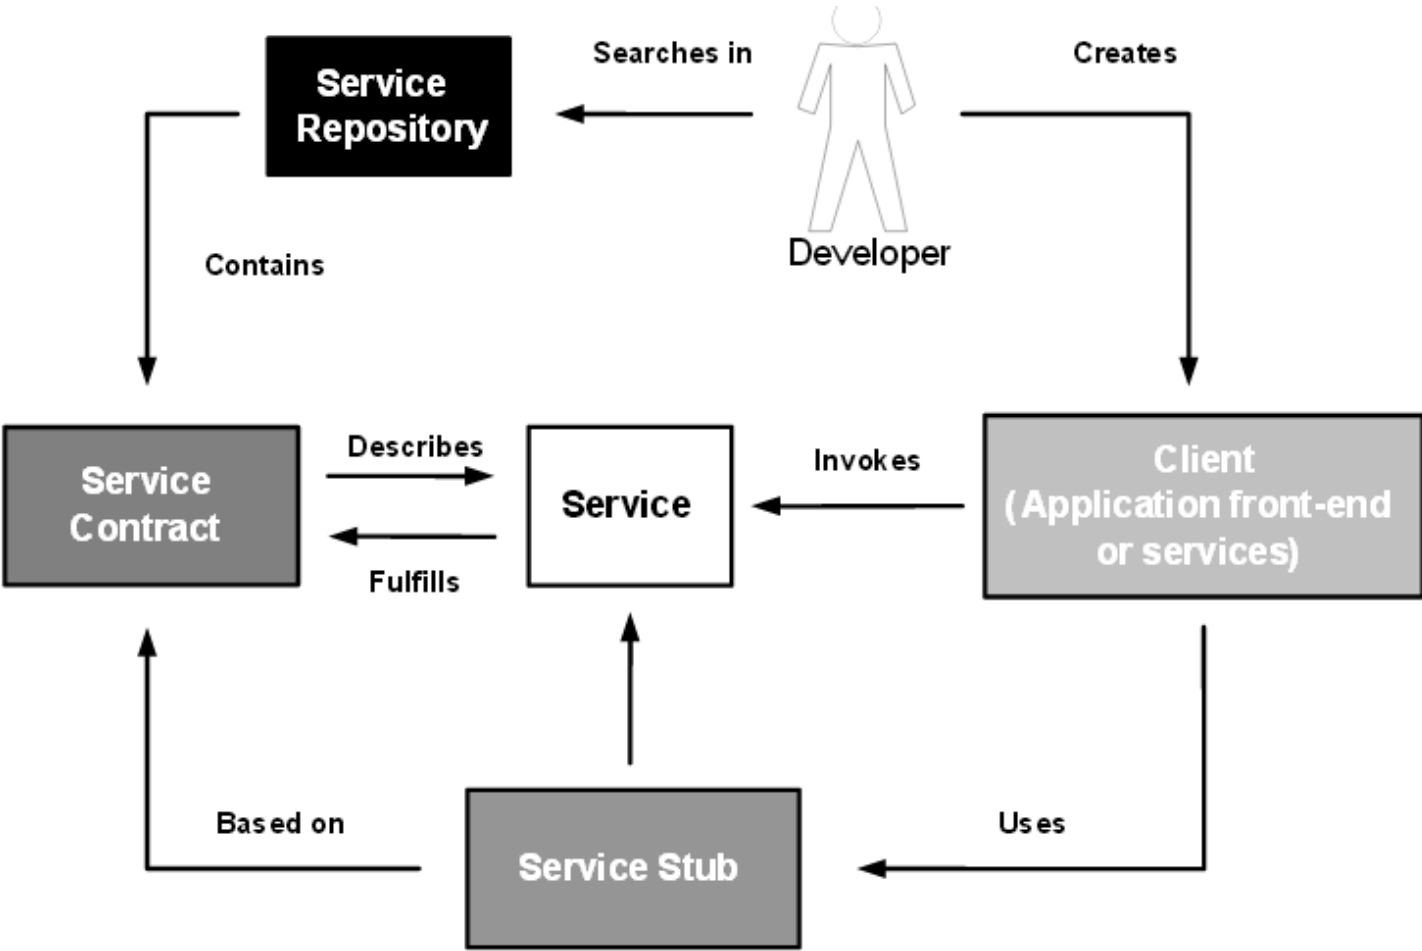 Searches in
Creates
Service
Repository
Developer
Contains
Describes
Invokes
Client
(Application front-end
or services)
Service
Contract
Service
Fulfills
Based on
Uses
Service Stub